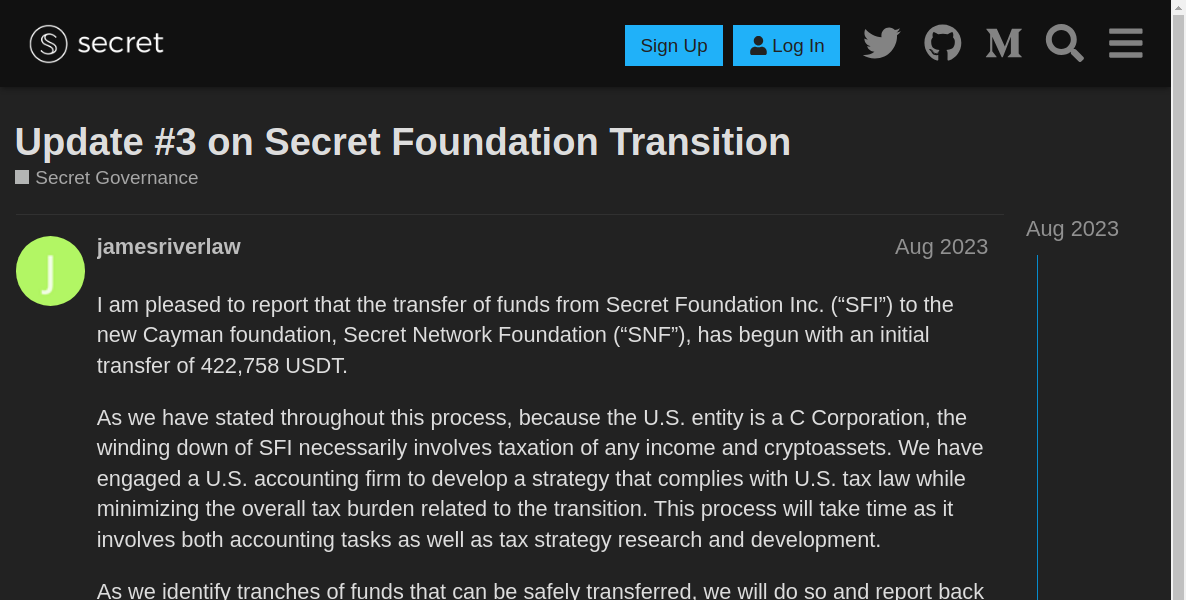 secret
Sign Up
Log In
Update #3 on Secret Foundation Transition
Secret Governance
Aug 2023
J
jamesriverlaw
Aug 2023
I am pleased to report that the transfer of funds from Secret Foundation Inc. (“SFI”) to the
new Cayman foundation, Secret Network Foundation (“SNF”), has begun with an initial
transfer of 422,758 USDT.
As we have stated throughout this process, because the U.S. entity is a C Corporation, the
winding down of SFI necessarily involves taxation of any income and cryptoassets. We have
engaged a U.S. accounting firm to develop a strategy that complies with U.S. tax law while
minimizing the overall tax burden related to the transition. This process will take time as it
involves both accounting tasks as well as tax strategy research and development.
As we identify tranches of funds that can be safely transferred, we will do so and report back